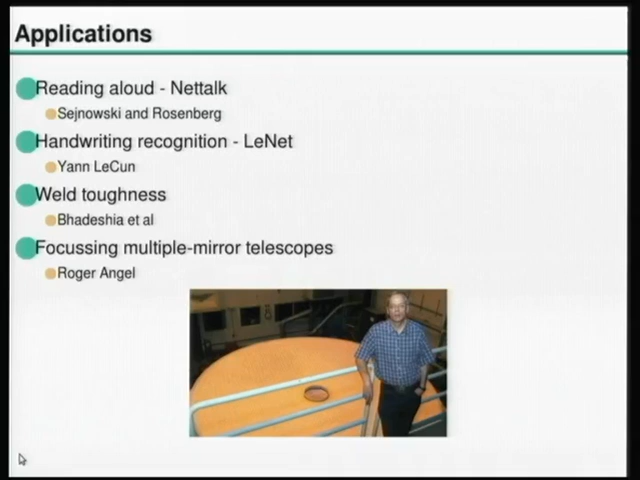 Applications
Reading aloud - Nettalk
Sejnowski and Rosenberg
Handwriting recognition - LeNet
Yann LeCun
Weld toughness
Bhadeshia et al
Focussing multiple-mirror telescopes
Roger Angel